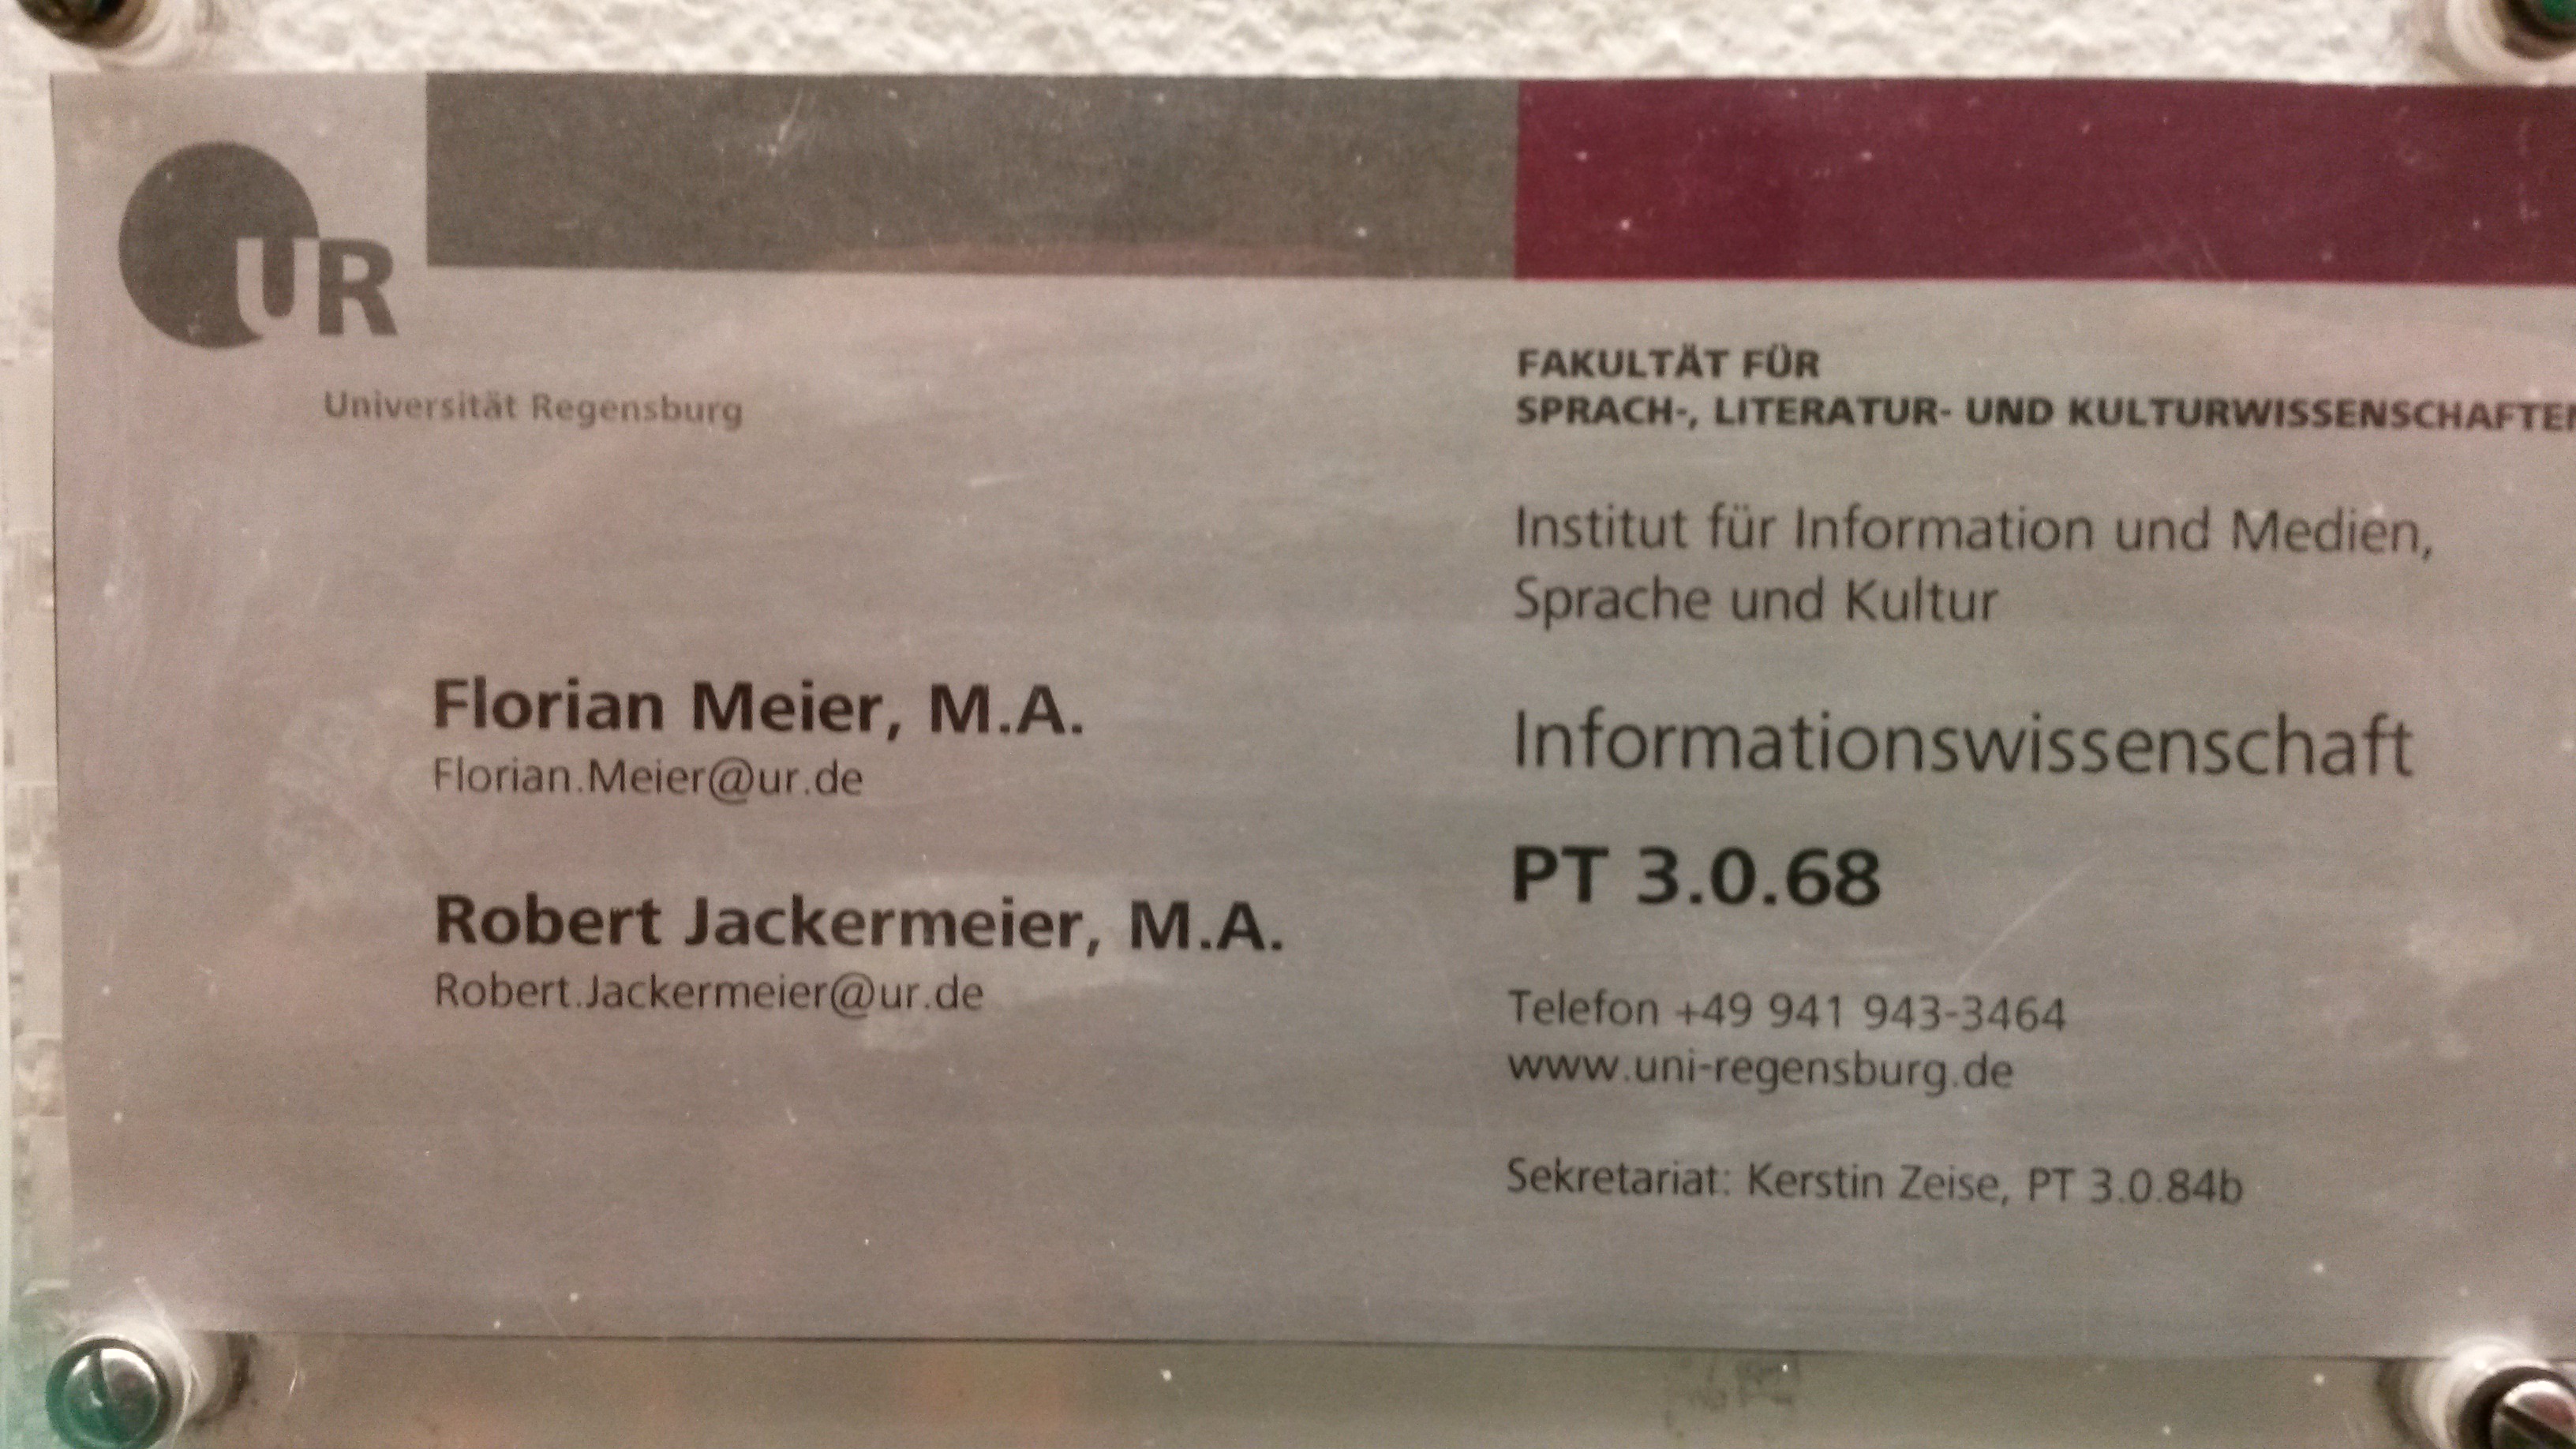 UR
Universität Regensburg
Florian Meier, M.A.
Florian.Meier@ur.de
Robert Jackermeier, M.A.
Robert.Jackermeier@ur.de
FAKULTÄT FÜR
SPRACH-, LITERATUR- UND KULTURWISSENSCHAFTEN
Institut für Information und Medien,
Sprache und Kultur
Informationswissenschaft
PT 3.0.68
Telefon +49 941 943-3464
www.uni-regensburg.de
Sekretariat: Kerstin Zeise, PT 3.0.84b